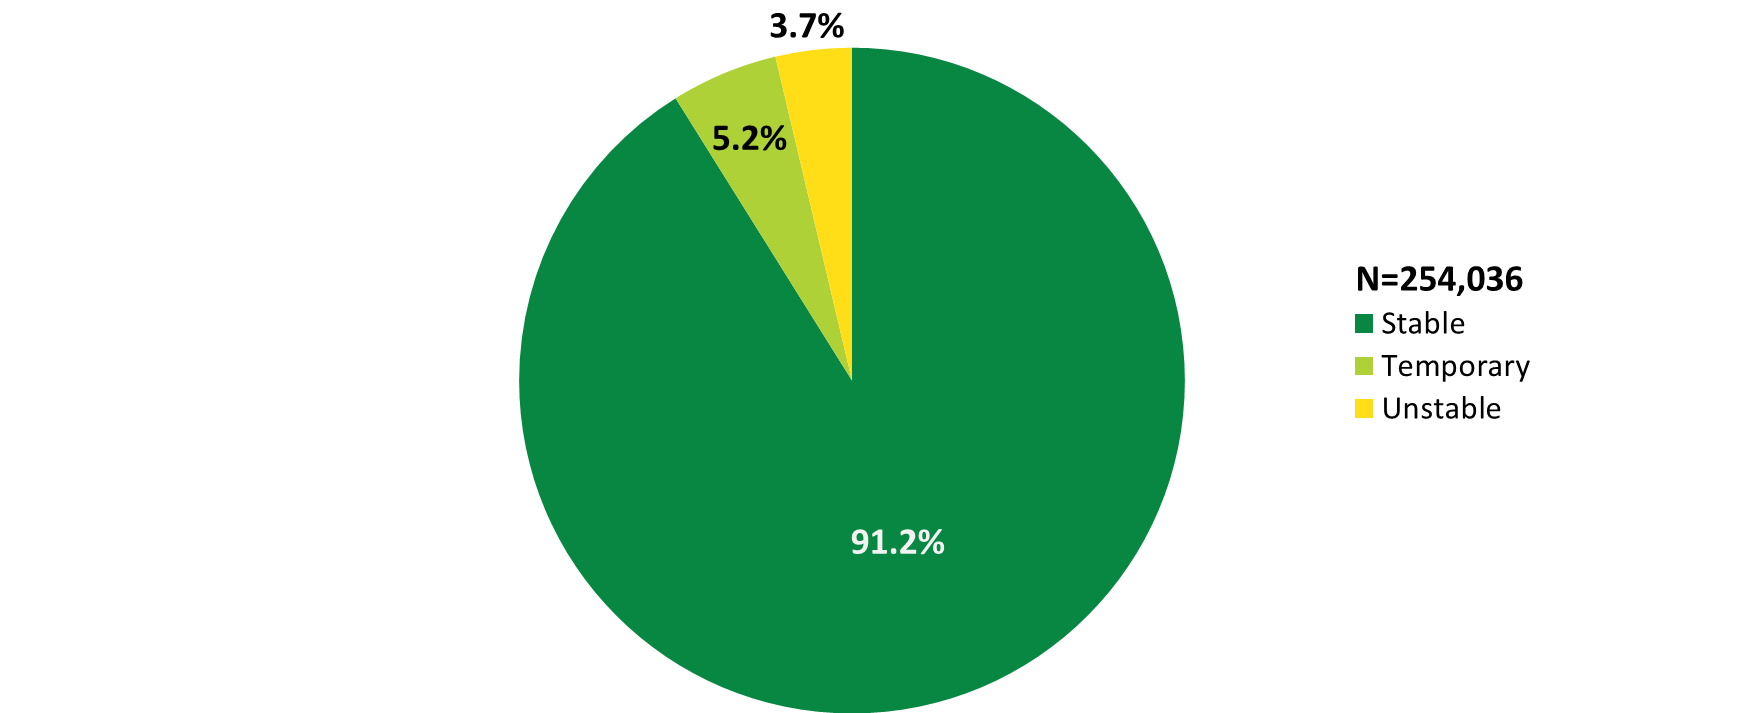 3.7%
5.2%
91.2%
N=254,036
Stable
Temporary
Unstable